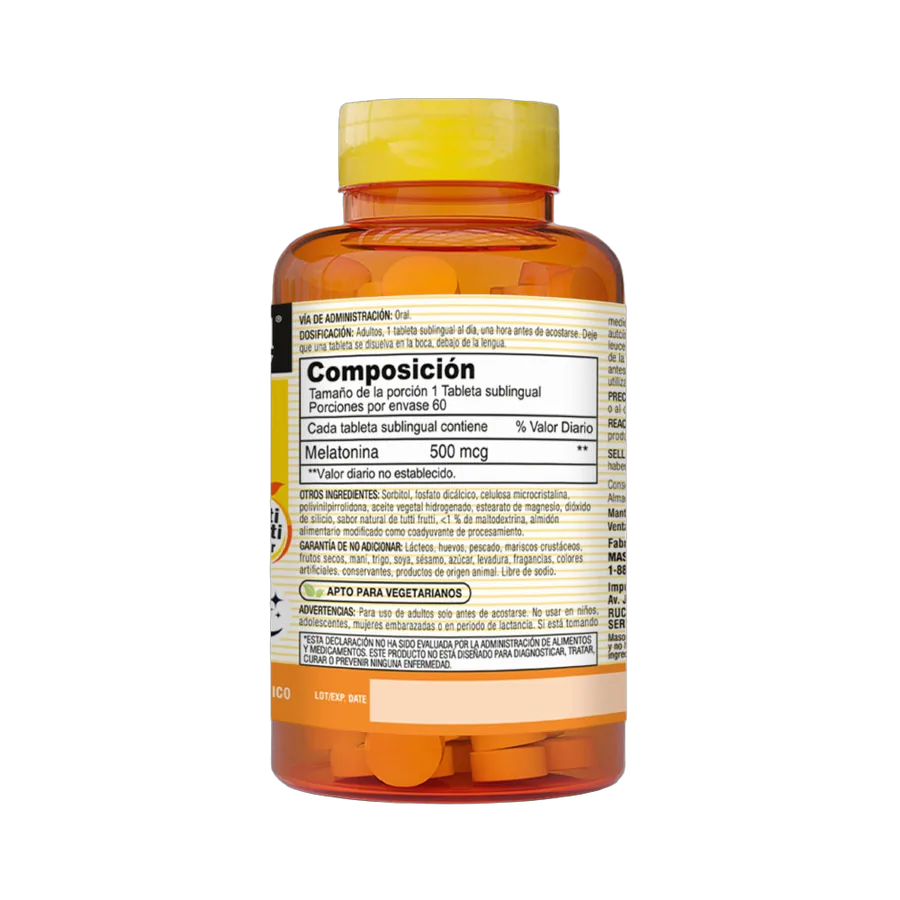 VÍA DE ADMINISTRACIÓN: Oral.
DOSIFICACIÓN: Adultos, 1 tableta sublingual al día, una hora antes de acostarse. Deje
que una tableta se disuelva en la boca, debajo de la lengua.
Composición
Tamaño de la porción 1 Tableta sublingual
Porciones por envase 60
Cada tableta sublingual contiene % Valor Diario
Melatonina 500 mcg **
**Valor diario no establecido.
OTROS INGREDIENTES: Sorbitol, fosfato dicálcico, celulosa microcristalina,
polivinilpirrolidona, aceite vegetal hidrogenado, estearato de magnesio, dióxido
de silicio, sabor natural de tutti frutti, <1 % de maltodextrina, almidón
alimentario modificado como coadyuvante de procesamiento.
GARANTÍA DE NO ADICIONAR: Lácteos, huevos, pescado, mariscos crustáceos,
frutos secos, maní, trigo, soya, sésamo, azúcar, levadura, fragancias, colores
artificiales, conservantes, productos de origen animal. Libre de sodio.
APTO PARA VEGETARIANOS
ADVERTENCIAS: Para uso de adultos solo antes de acostarse. No usar en niños,
adolescentes, mujeres embarazadas o en periodo de lactancia. Si está tomando
*ESTA DECLARACIÓN NO HA SIDO EVALUADA POR LA ADMINISTRACIÓN DE ALIMENTOS
Y MEDICAMENTOS. ESTE PRODUCTO NO ESTÁ DISEÑADO PARA DIAGNOSTICAR, TRATAR,
CURAR O PREVENIR NINGUNA ENFERMEDAD.
LOT/EXP. DATE